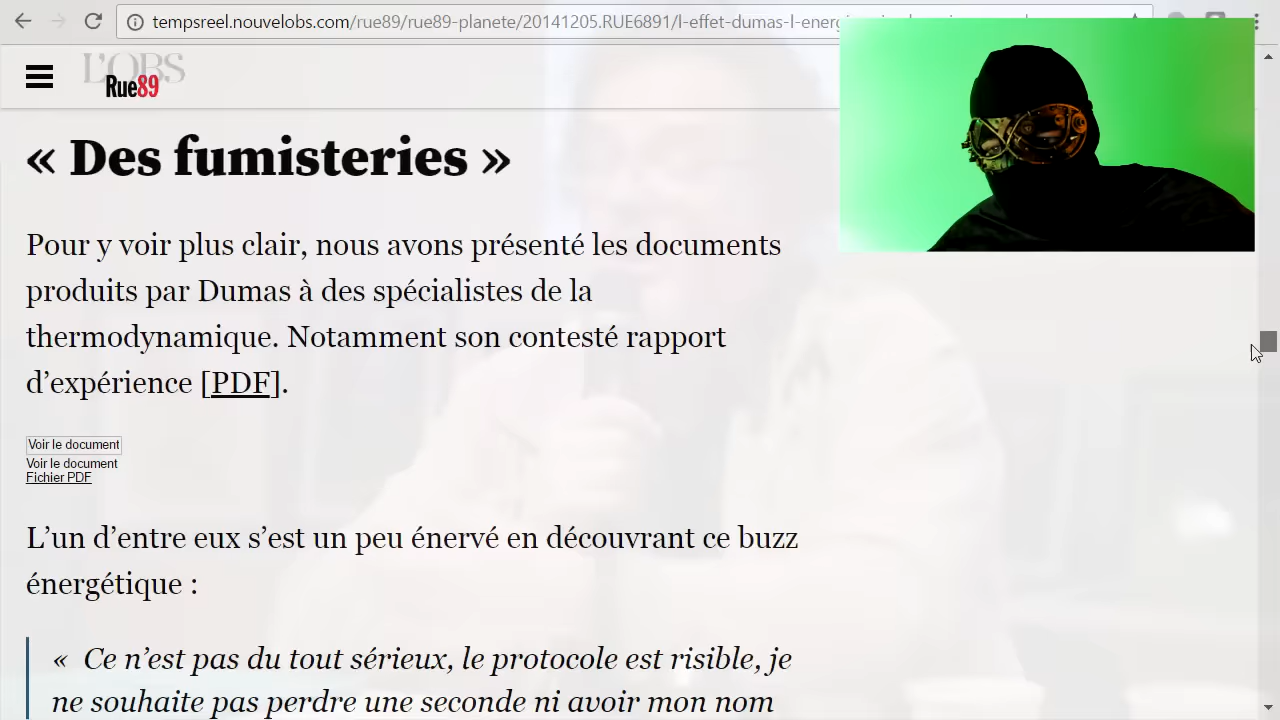 tempsreel.nouvelobs.com/rue89/rue89-planete/20141205.RUE6891/l-effet-dumas-l-energie
L'OBS
Rue89
« Des fumisteries »
Pour y voir plus clair, nous avons présenté les documents
produits par Dumas à des spécialistes de la
thermodynamique. Notamment son contesté rapport
d’expérience [PDF].
Voir le document
Voir le document
Fichier PDF
L’un d’entre eux s’est un peu énervé en découvrant ce buzz
énergétique :
« Ce n’est pas du tout sérieux, le protocole est risible, je
ne souhaite pas perdre une seconde ni avoir mon nom